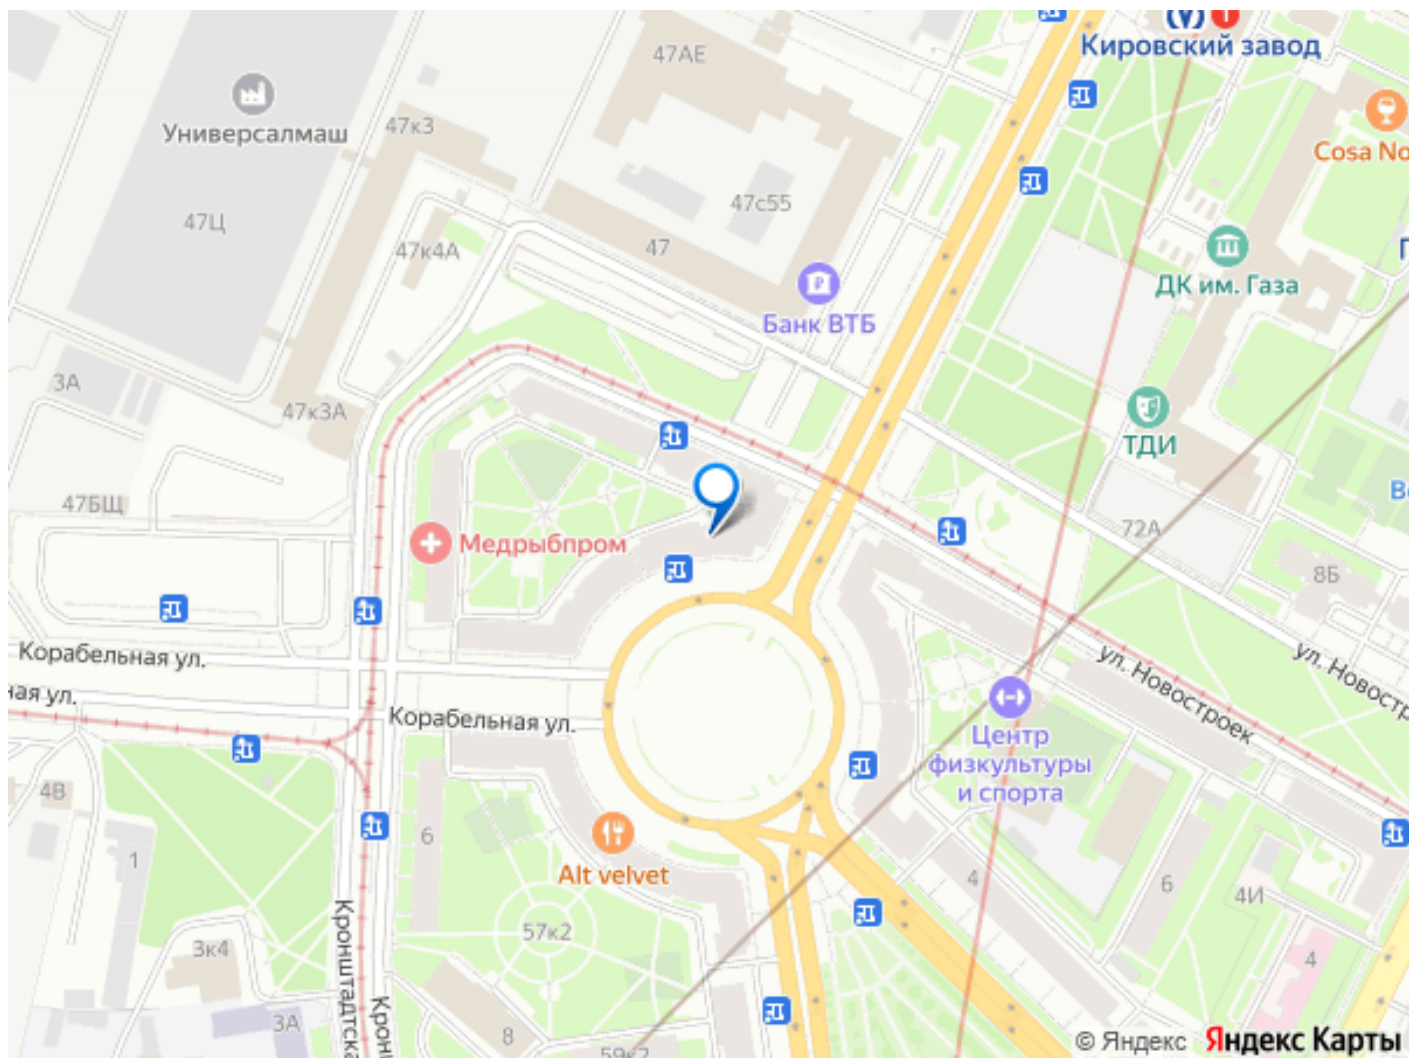 47АЕ
Кировский завод
Универсалмаш
47к3
Cosa No
47Ц
47с55
47к4А
47
ДК им. Газа
Банк ВТБ
3А
47к3А
ТДИ
47БЩ
72А
Медрыбпром
8Б
Корабельная ул.
ная ул.
Корабельная ул.
ул. Новостроек
ул. Новостр
Центр
физкультуры
и спорта
4В
1
6
Alt velvet
4
6
4И
57к2
3к4
4
Кронштадтска
Крон
3А
8
59к2
© Яндекс Яндекс Карты